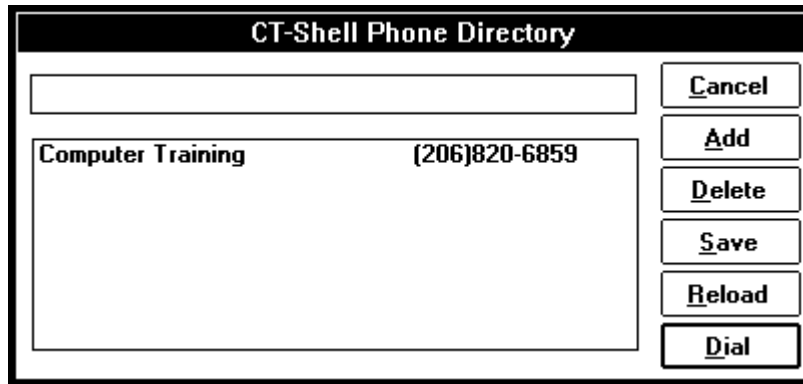 CT-Shell Phone Directory
Computer Training (206)820-6859
Cancel
Add
Delete
Save
Reload
Dial